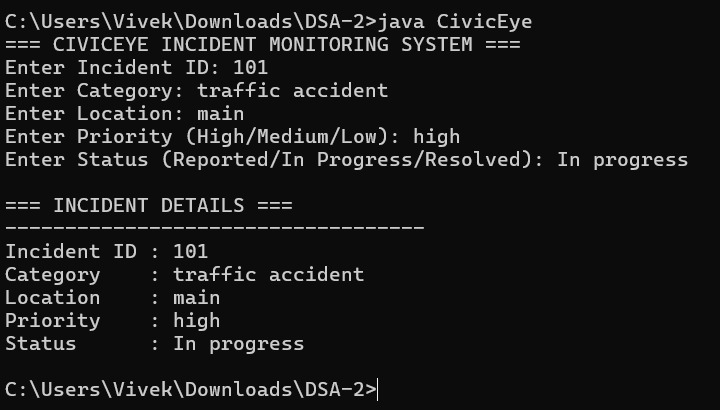 C:\Users\Vivek\Downloads\DSA-2>java CivicEye
=== CIVICEYE INCIDENT MONITORING SYSTEM ===
Enter Incident ID: 101
Enter Category: traffic accident
Enter Location: main
Enter Priority (High/Medium/Low): high
Enter Status (Reported/In Progress/Resolved): In progress

=== INCIDENT DETAILS ===
-----------------------------------
Incident ID : 101
Category    : traffic accident
Location    : main
Priority    : high
Status      : In progress

C:\Users\Vivek\Downloads\DSA-2>